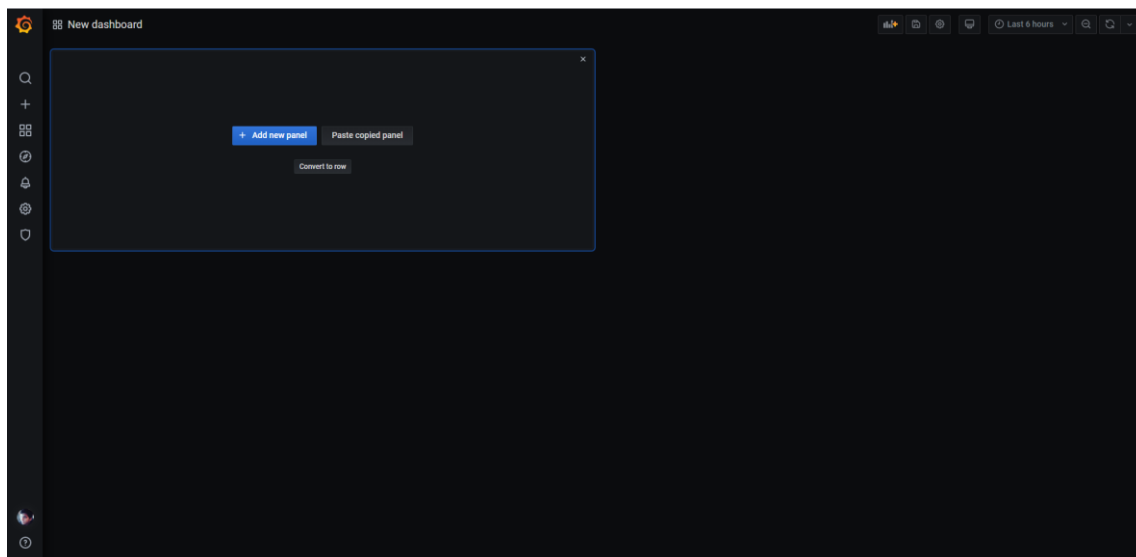 New dashboard
Last 6 hours
+ Add new panel
Paste copied panel
Convert to row